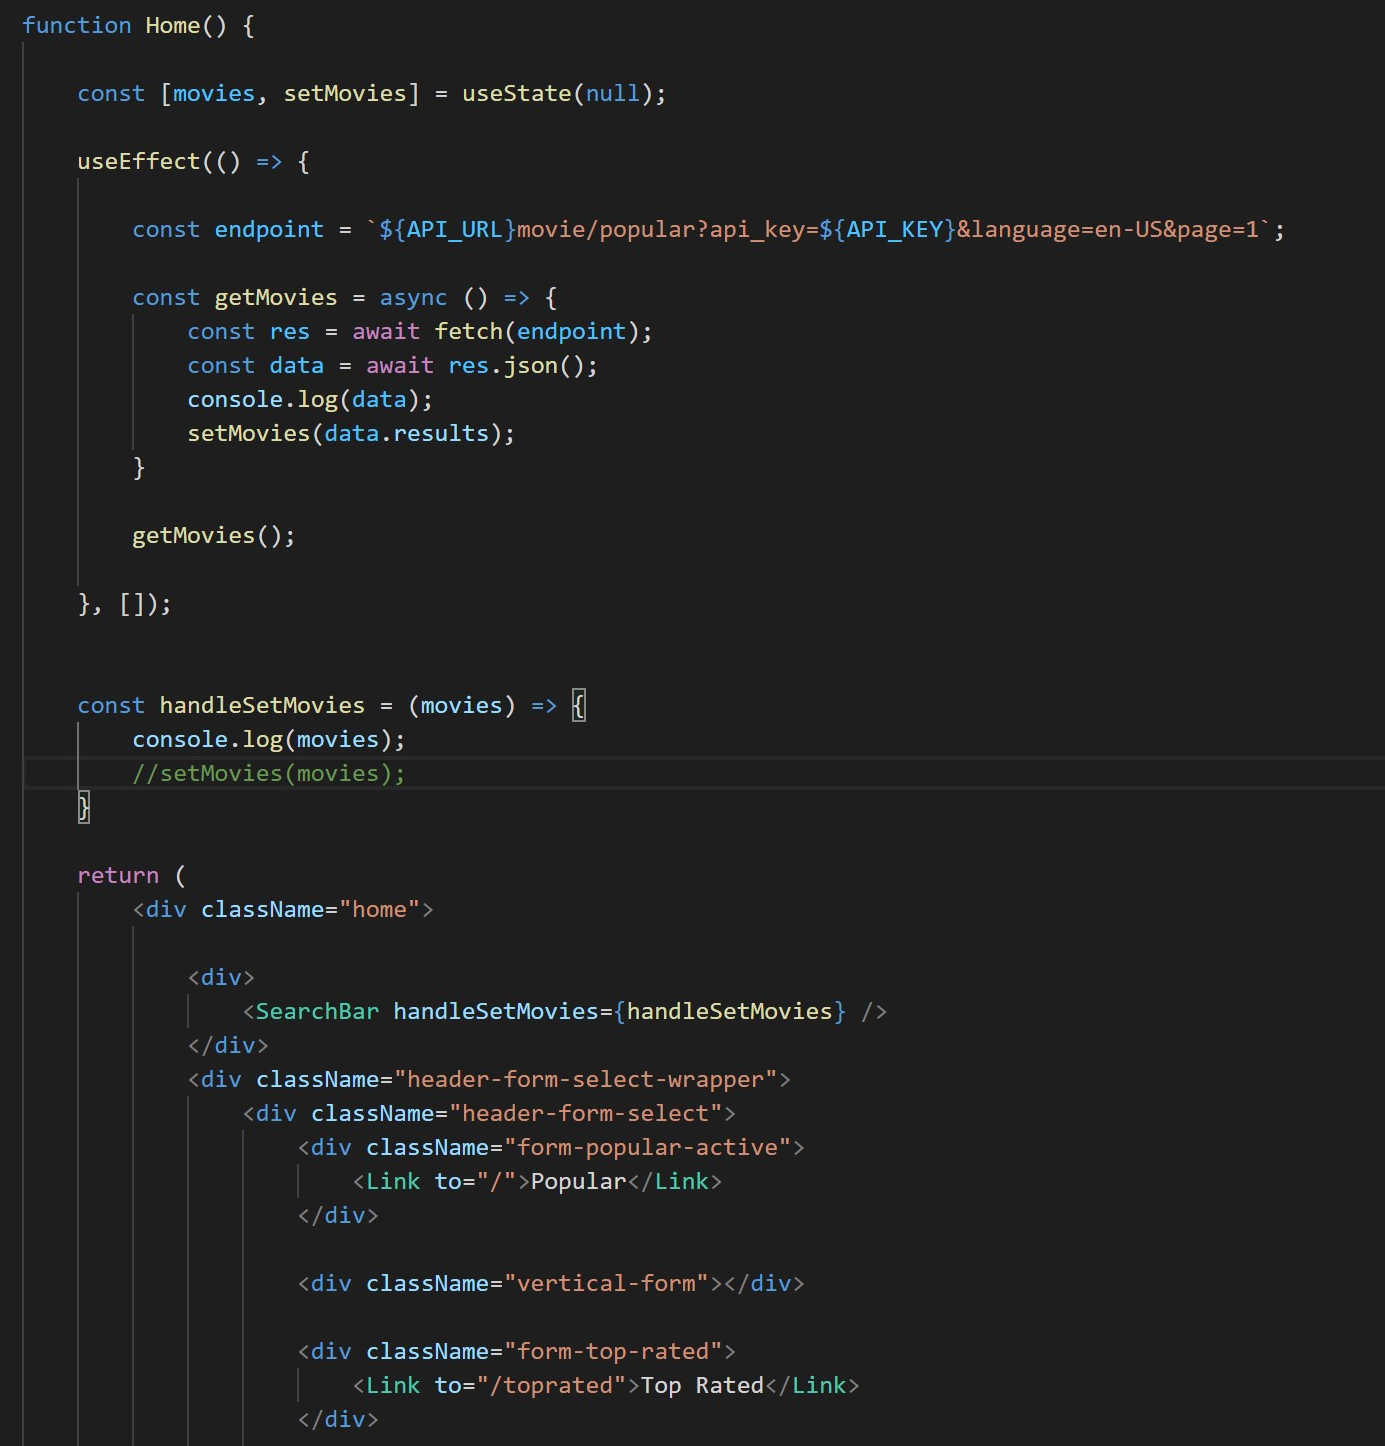 function Home() {
const [movies, setMovies] = useState(null);
useEffect(() => {
const endpoint = `${API_URL}movie/popular?api_key=${API_KEY}&language=en-US&page=1`;
const getMovies = async () => {
const res = await fetch(endpoint);
const data = await res.json();
console.log(data);
setMovies(data.results);
}
getMovies();
}, []);
const handleSetMovies = (movies) => {
console.log(movies);
//setMovies(movies);
}
return (
<div className="home">
<div>
<SearchBar handleSetMovies={handleSetMovies} />
</div>
<div className="header-form-select-wrapper">
<div className="header-form-select">
<div className="form-popular-active">
<Link to="/">Popular</Link>
</div>
<div className="vertical-form"></div>
<div className="form-top-rated">
<Link to="/toprated">Top Rated</Link>
</div>